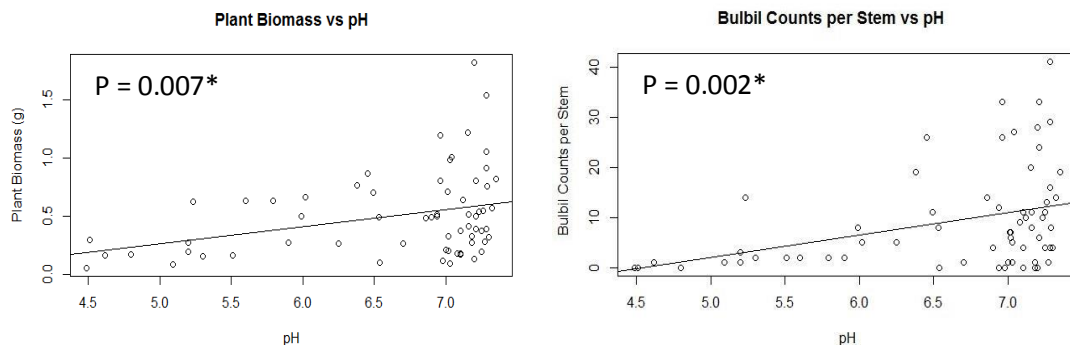 Plant Biomass vs pH
P = 0.007*
Plant Biomass (g)
1.5
1.0
0.5
0.0
4.5 5.0 5.5 6.0 6.5 7.0
pH
Bulbil Counts per Stem vs pH
P = 0.002*
Bulbil Counts per Stem
40
30
20
10
0
4.5 5.0 5.5 6.0 6.5 7.0
pH